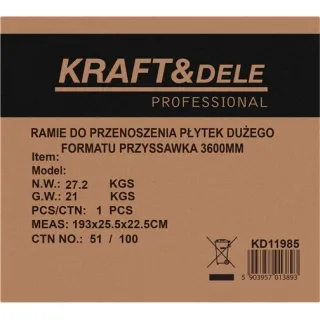 KRAFT&DELE
PROFESSIONAL
RAMIE DO PRZENOSZENIA PŁYTEK DUŻEGO
FORMATU PRZYSSAWKA 3600MM
Item:
Model:
N.W.: 27.2 KGS
G.W.: 21 KGS
PCS/CTN: 1 PCS
MEAS: 193x25.5x22.5CM
CTN NO.: 51 / 100
KD11985
5 903957 013893